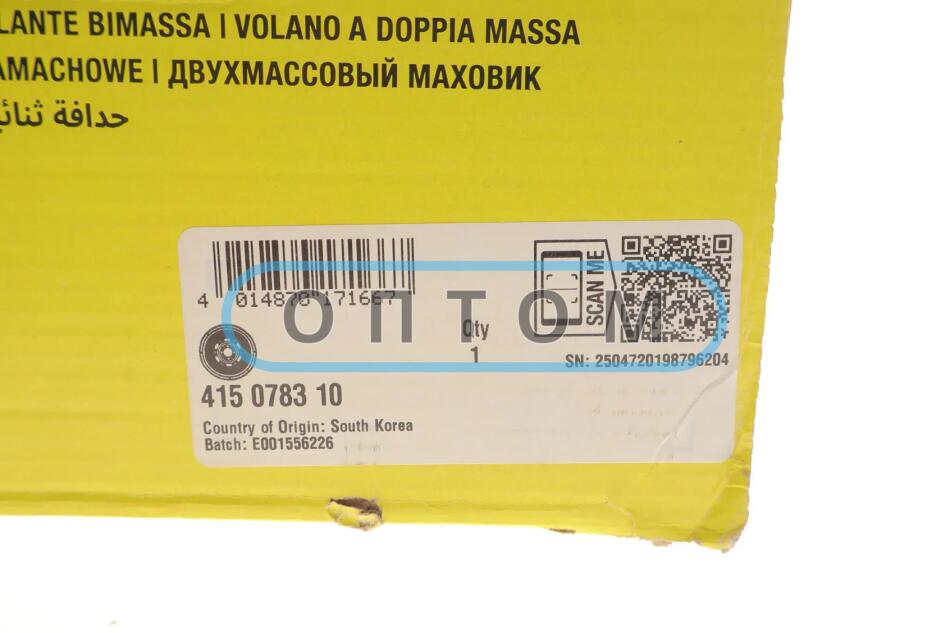 LANTE BIMASSA | VOLANO A DOPPIA MASSA
AMACHOWE | ДВУХМАССОВЫЙ МАХОВИК
حدافة ثنائي
4 014870 171667
SCAN ME
ОПТОМ
Qty
1
SN: 2504720198796204
415 0783 10
Country of Origin: South Korea
Batch: E001556226